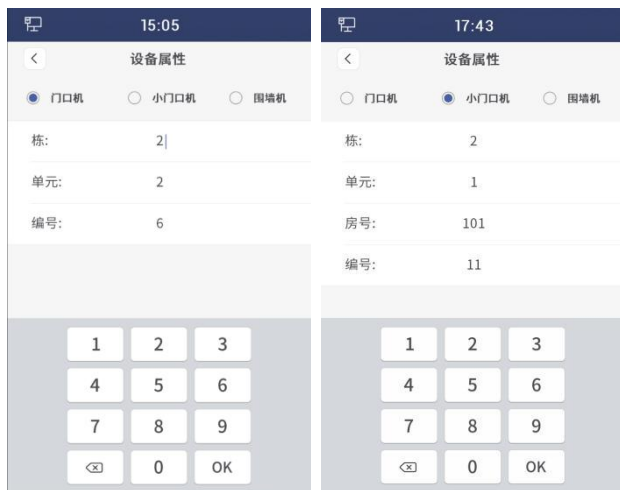 15:05
设备属性
门口机 小门口机 围墙机
栋: 2
单元: 2
编号: 6
1 2 3
4 5 6
7 8 9
0 OK
17:43
设备属性
门口机 小门口机 围墙机
栋: 2
单元: 1
房号: 101
编号: 11
1 2 3
4 5 6
7 8 9
0 OK